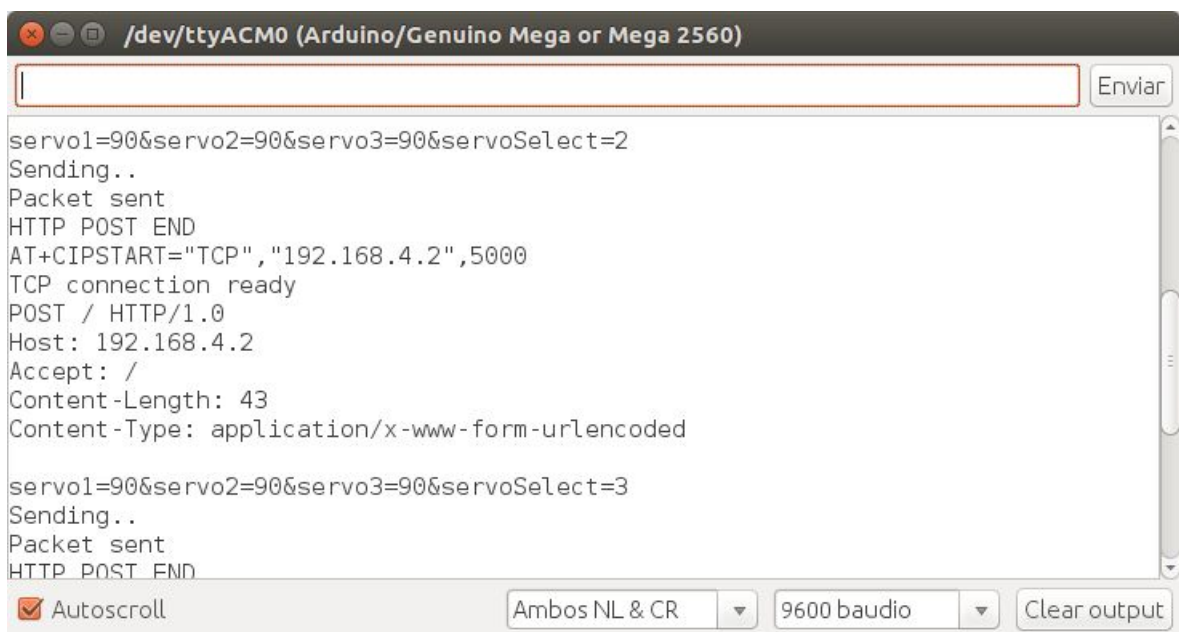 /dev/ttyACM0 (Arduino/Genuino Mega or Mega 2560)
Enviar
servo1=90&servo2=90&servo3=90&servoSelect=2
Sending..
Packet sent
HTTP POST END
AT+CIPSTART="TCP","192.168.4.2",5000
TCP connection ready
POST / HTTP/1.0
Host: 192.168.4.2
Accept: /
Content-Length: 43
Content-Type: application/x-www-form-urlencoded
servo1=90&servo2=90&servo3=90&servoSelect=3
Sending..
Packet sent
HTTP POST END
Autoscroll
Ambos NL & CR
9600 baudio
Clear output